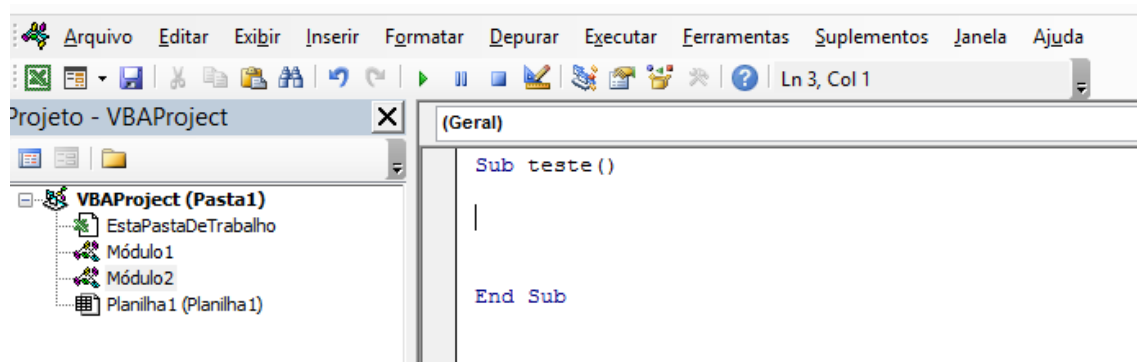 Arquivo Editar Exibir Inserir Formatar Depurar Executar Ferramentas Suplementos Janela Ajuda
Ln 3, Col 1
Projeto - VBAProject
(Geral)
VBAProject (Pasta1)
EstaPastaDeTrabalho
Módulo1
Módulo2
Planilha1 (Planilha1)
Sub teste()
End Sub